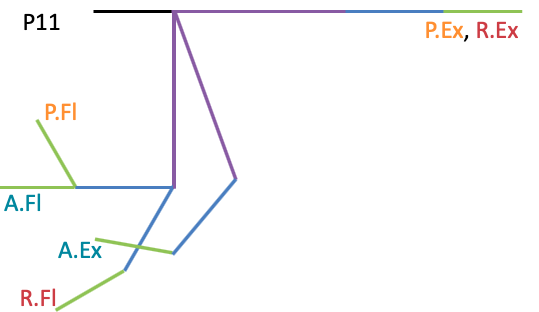 P11
P.Ex, R.Ex
P.Fl
A.Fl
A.Ex
R.Fl